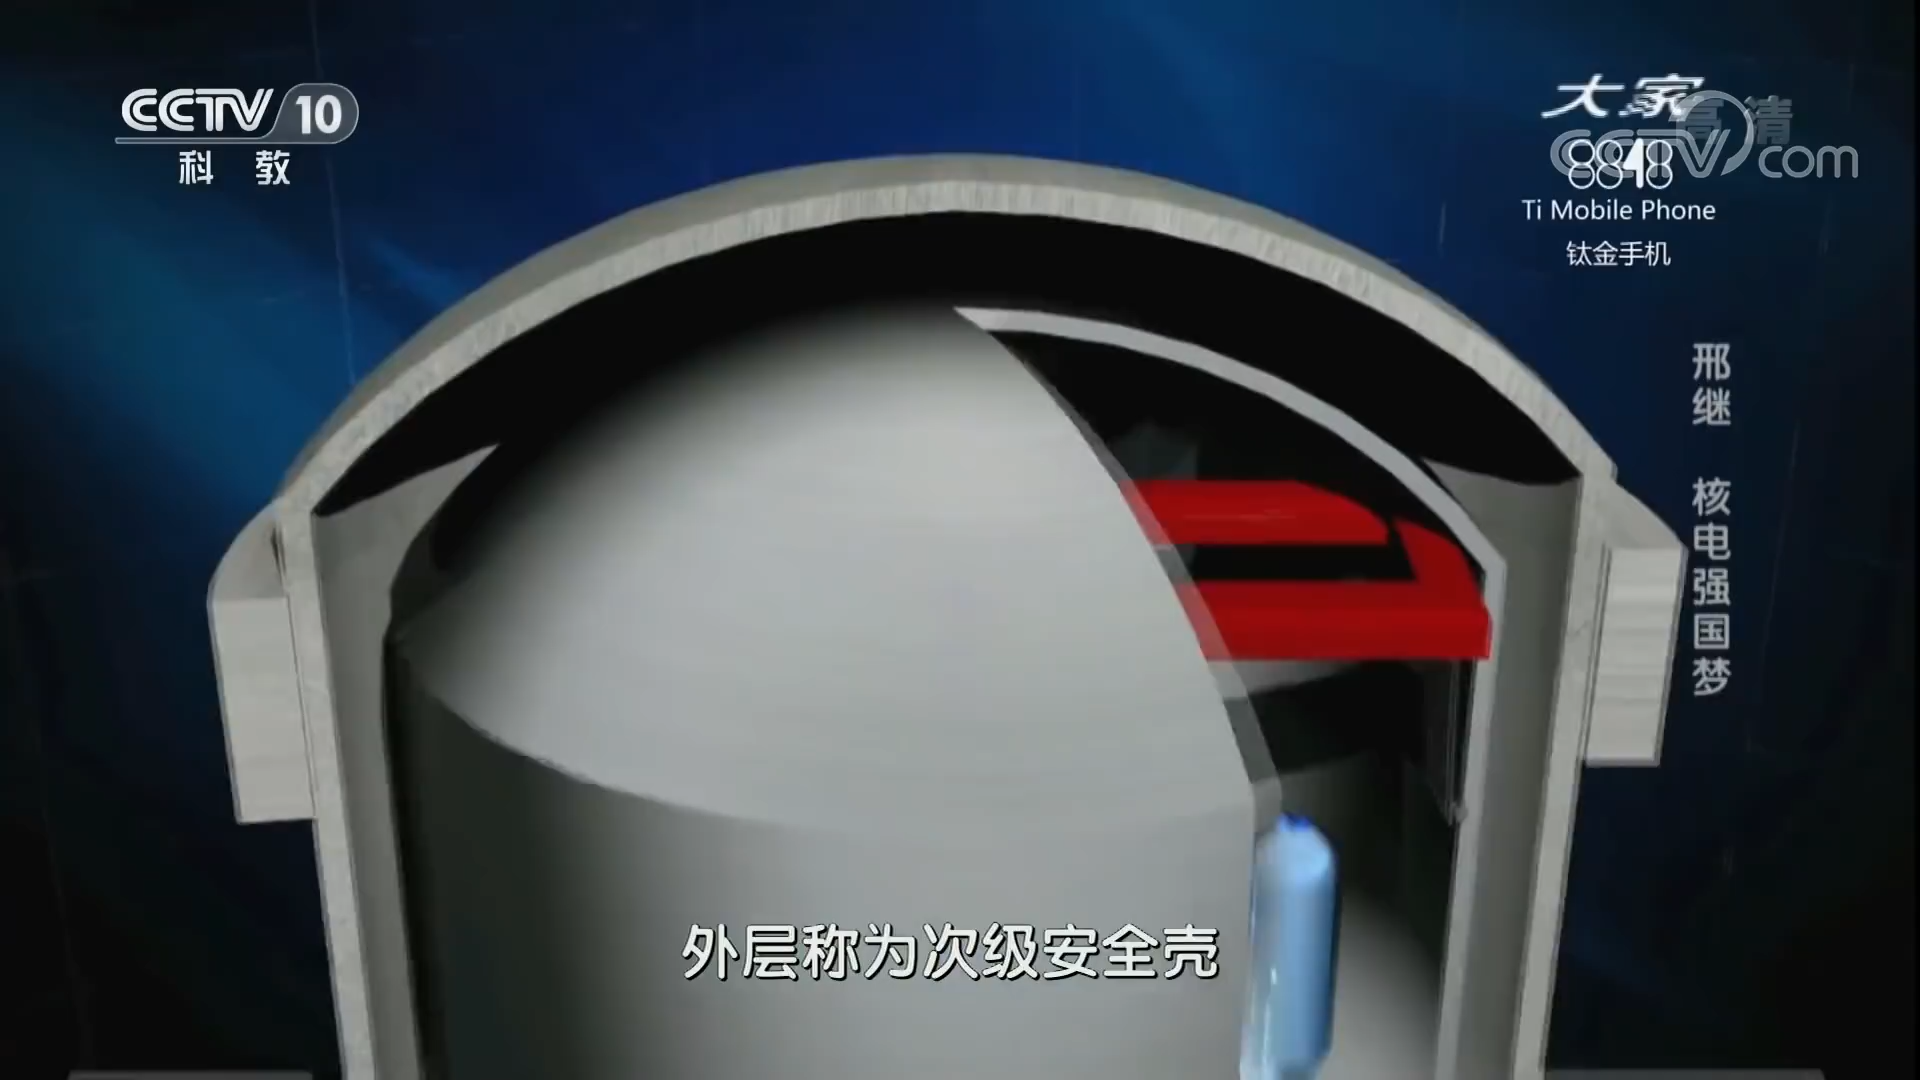 CCTV 10
科教
大家
高清
CCTV.com
8848
Ti Mobile Phone
钛金手机
邢继 核电强国梦
外层称为次级安全壳